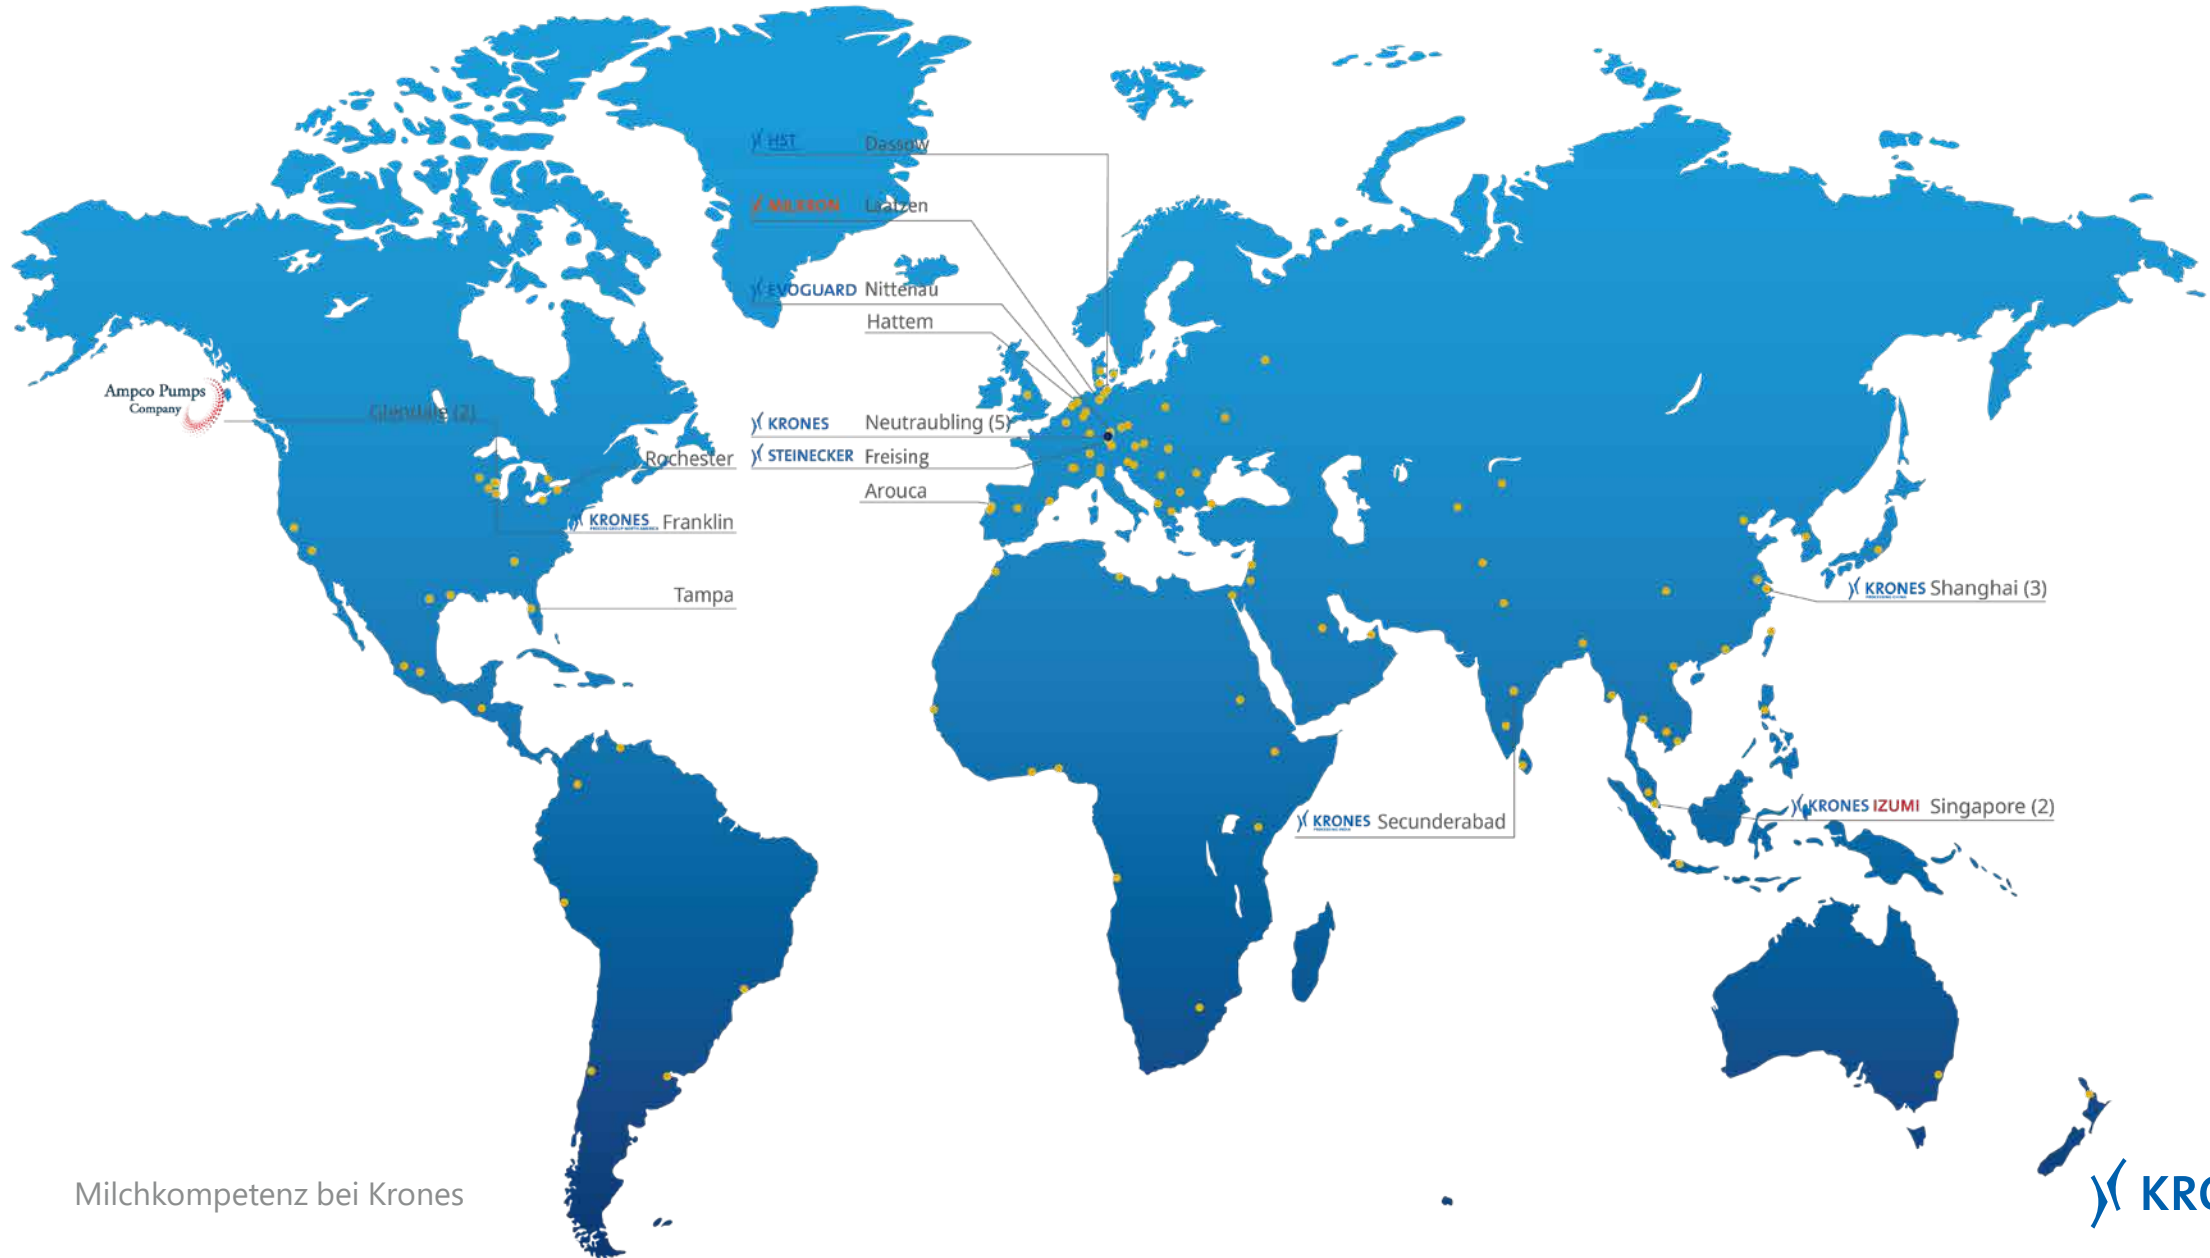 HST Dassow
MILKRON Laatzen
EVOGUARD Nittenau
Hattem
Ampco Pumps
Company
Glendale (2)
KRONES Neutraubling (5)
Rochester
STEINECKER Freising
Arouca
KRONES Franklin
Tampa
KRONES Shanghai (3)
KRONES IZUMI Singapore (2)
KRONES Secunderabad
Milchkompetenz bei Krones
KRO